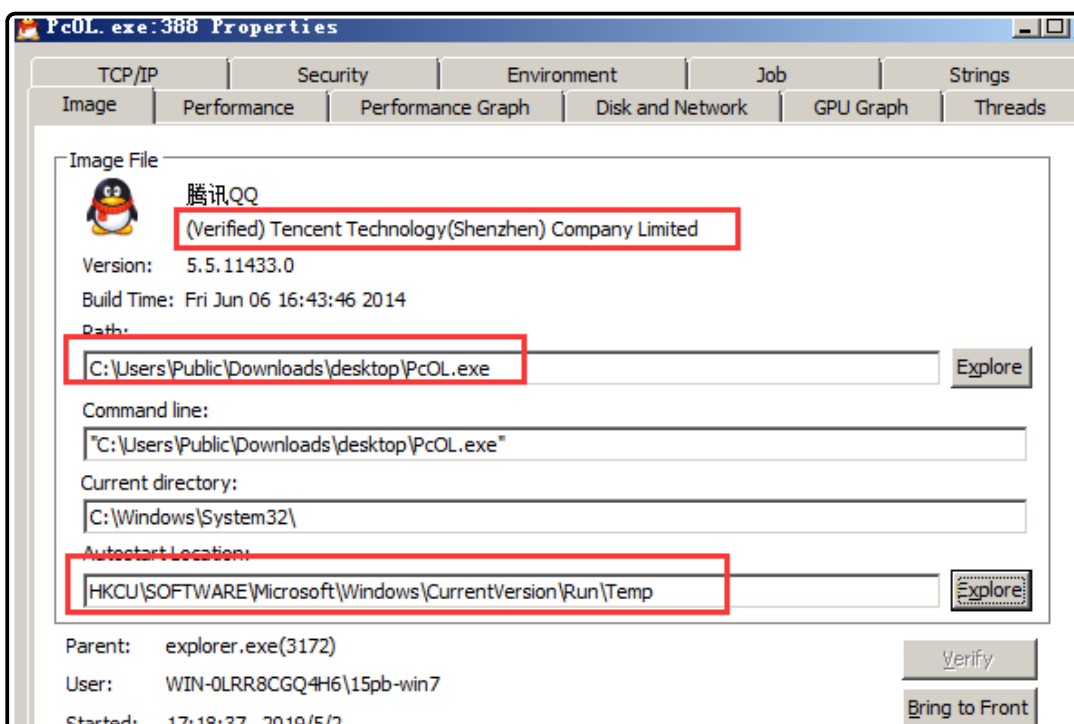 PcOL.exe:388 Properties
TCP/IP Security Environment Job Strings
Image Performance Performance Graph Disk and Network GPU Graph Threads
Image File
腾讯QQ
(Verified) Tencent Technology(Shenzhen) Company Limited
Version: 5.5.11433.0
Build Time: Fri Jun 06 16:43:46 2014
Path:
C:\Users\Public\Downloads\desktop\PcOL.exe Explore
Command line:
"C:\Users\Public\Downloads\desktop\PcOL.exe"
Current directory:
C:\Windows\System32\
Autostart Location:
HKCU\SOFTWARE\Microsoft\Windows\CurrentVersion\Run\Temp Explore
Parent: explorer.exe(3172)
Verify
User: WIN-0LRR8CGQ4H6\15pb-win7
Bring to Front
Started: 17:18:37 2019/5/2